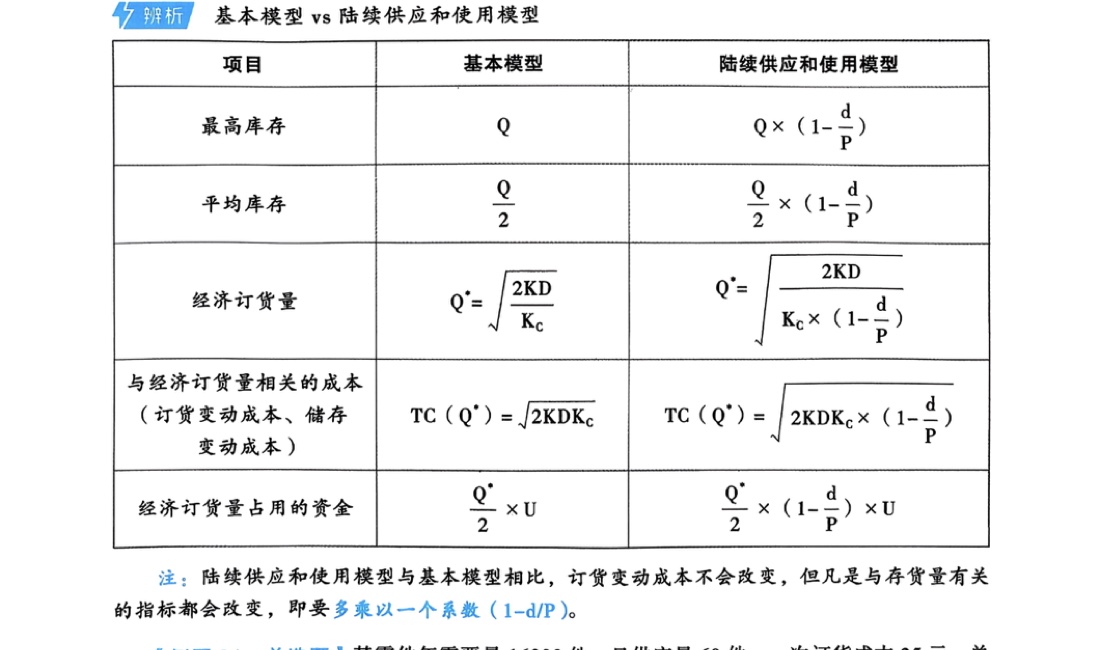 辨析 基本模型 vs 陆续供应和使用模型
项目 基本模型 陆续供应和使用模型
最高库存 Q Q×（1-d/P）
平均库存 Q/2 Q/2×（1-d/P）
经济订货量 Q*=√(2KD/K_C) Q*=√(2KD/(K_C×（1-d/P）))
与经济订货量相关的成本
（订货变动成本、储存
变动成本） TC（Q*）=√(2KDK_C) TC（Q*）=√(2KDK_C×（1-d/P）)
经济订货量占用的资金 Q*/2×U Q*/2×（1-d/P）×U
注：陆续供应和使用模型与基本模型相比，订货变动成本不会改变，但凡是与存货量有关
的指标都会改变，即要多乘以一个系数（1-d/P）。